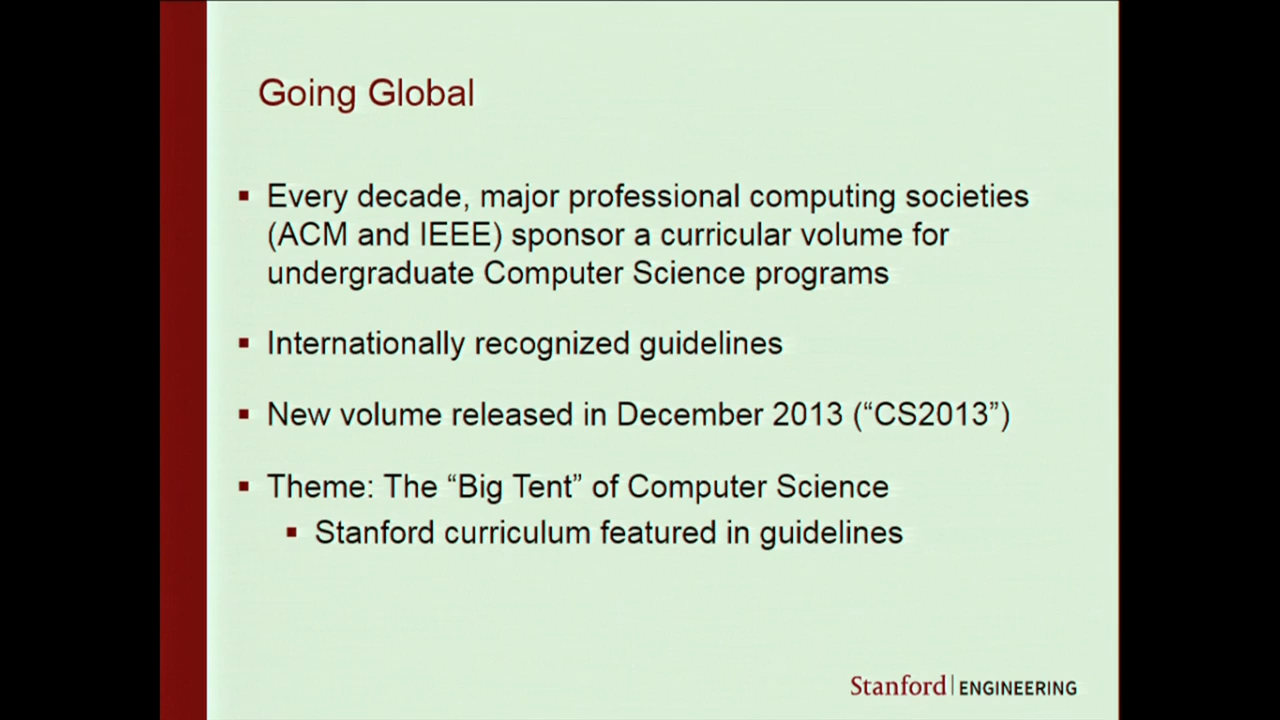 Going Global
▪ Every decade, major professional computing societies
(ACM and IEEE) sponsor a curricular volume for
undergraduate Computer Science programs
▪ Internationally recognized guidelines
▪ New volume released in December 2013 (“CS2013”)
▪ Theme: The “Big Tent” of Computer Science
▪ Stanford curriculum featured in guidelines
Stanford | ENGINEERING